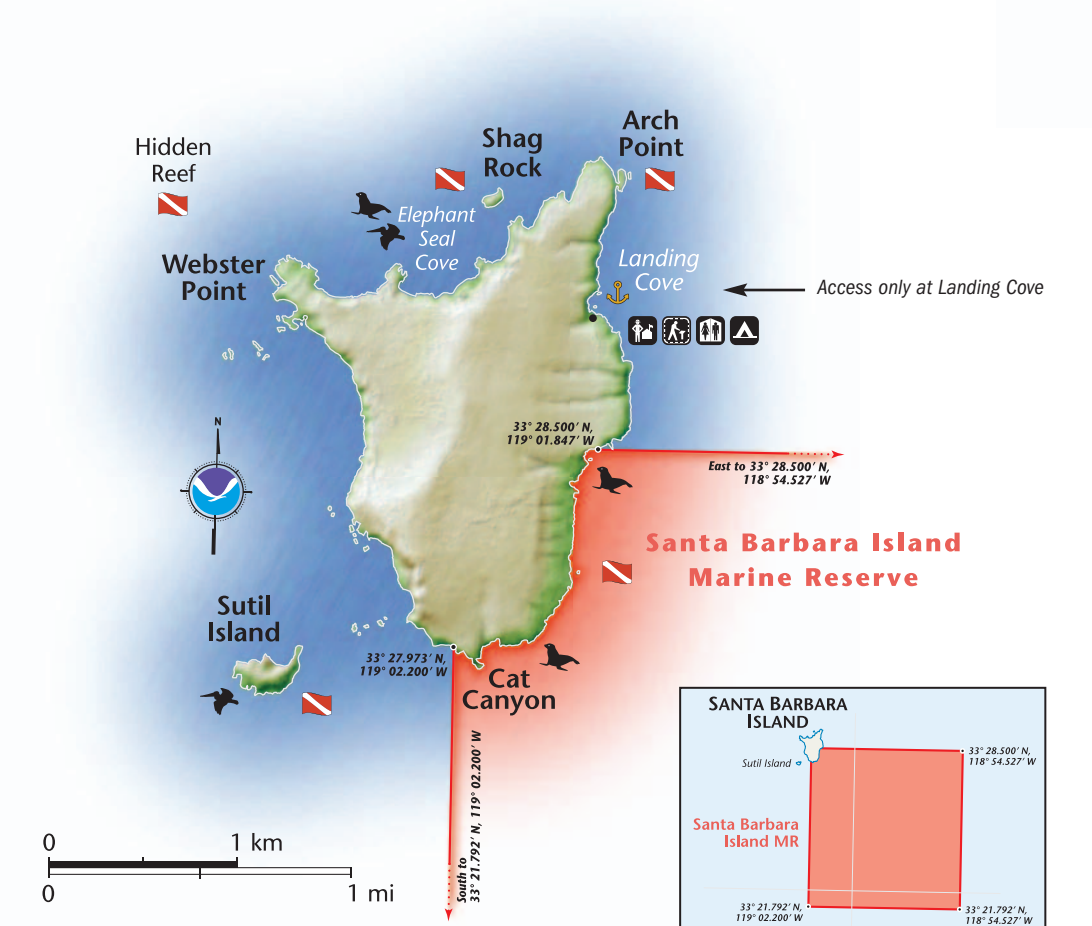 Hidden
Reef
Shag
Rock
Arch
Point
Elephant
Seal
Cove
Webster
Point
Landing
Cove
Access only at Landing Cove
33° 28.500′ N,
119° 01.847′ W
East to 33° 28.500′ N,
118° 54.527′ W
N
Santa Barbara Island
Marine Reserve
Sutil
Island
33° 27.973′ N,
119° 02.200′ W
Cat
Canyon
South to
33° 21.792′ N, 119° 02.200′ W
0 1 km
0 1 mi
SANTA BARBARA
ISLAND
Sutil Island
33° 28.500′ N,
118° 54.527′ W
Santa Barbara
Island MR
33° 21.792′ N,
119° 02.200′ W
33° 21.792′ N,
118° 54.527′ W